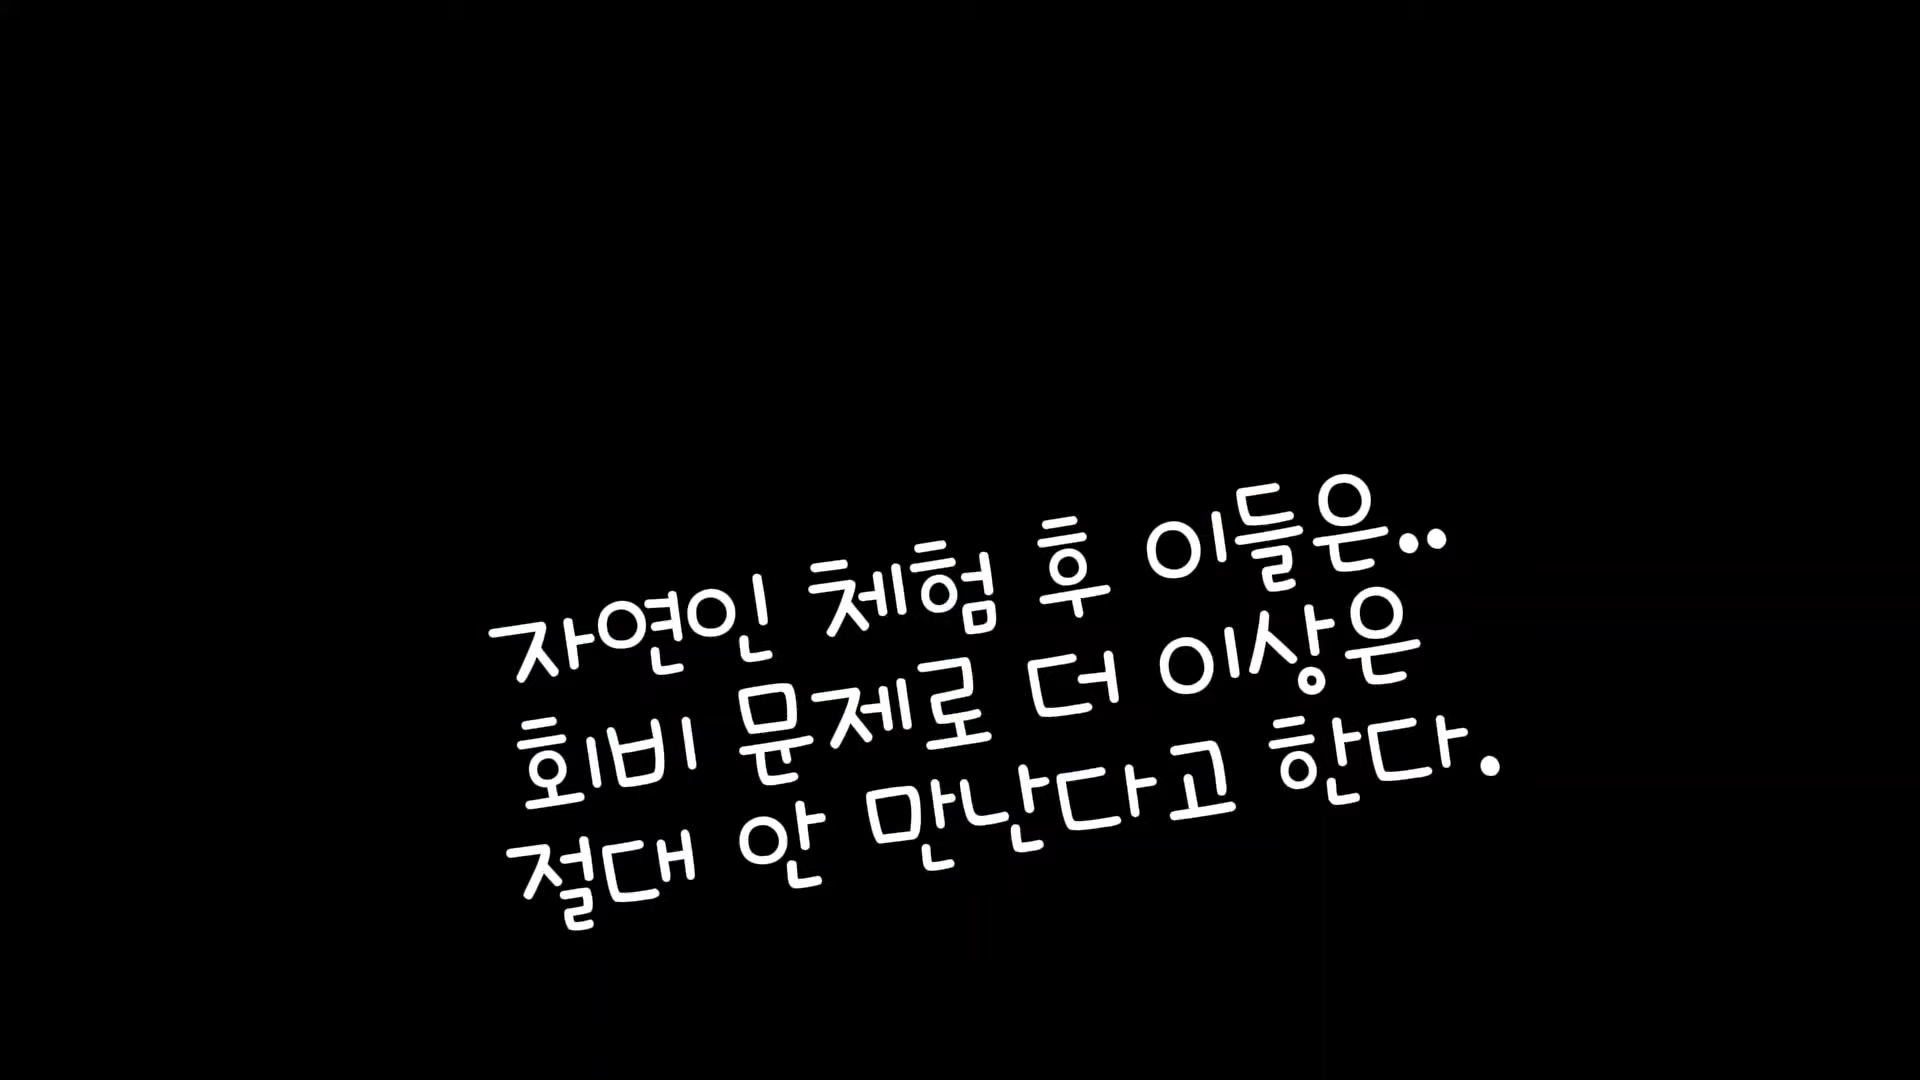 자연인 체험 후 이들은..
회비 문제로 더 이상은
절대 안 만난다고 한다.